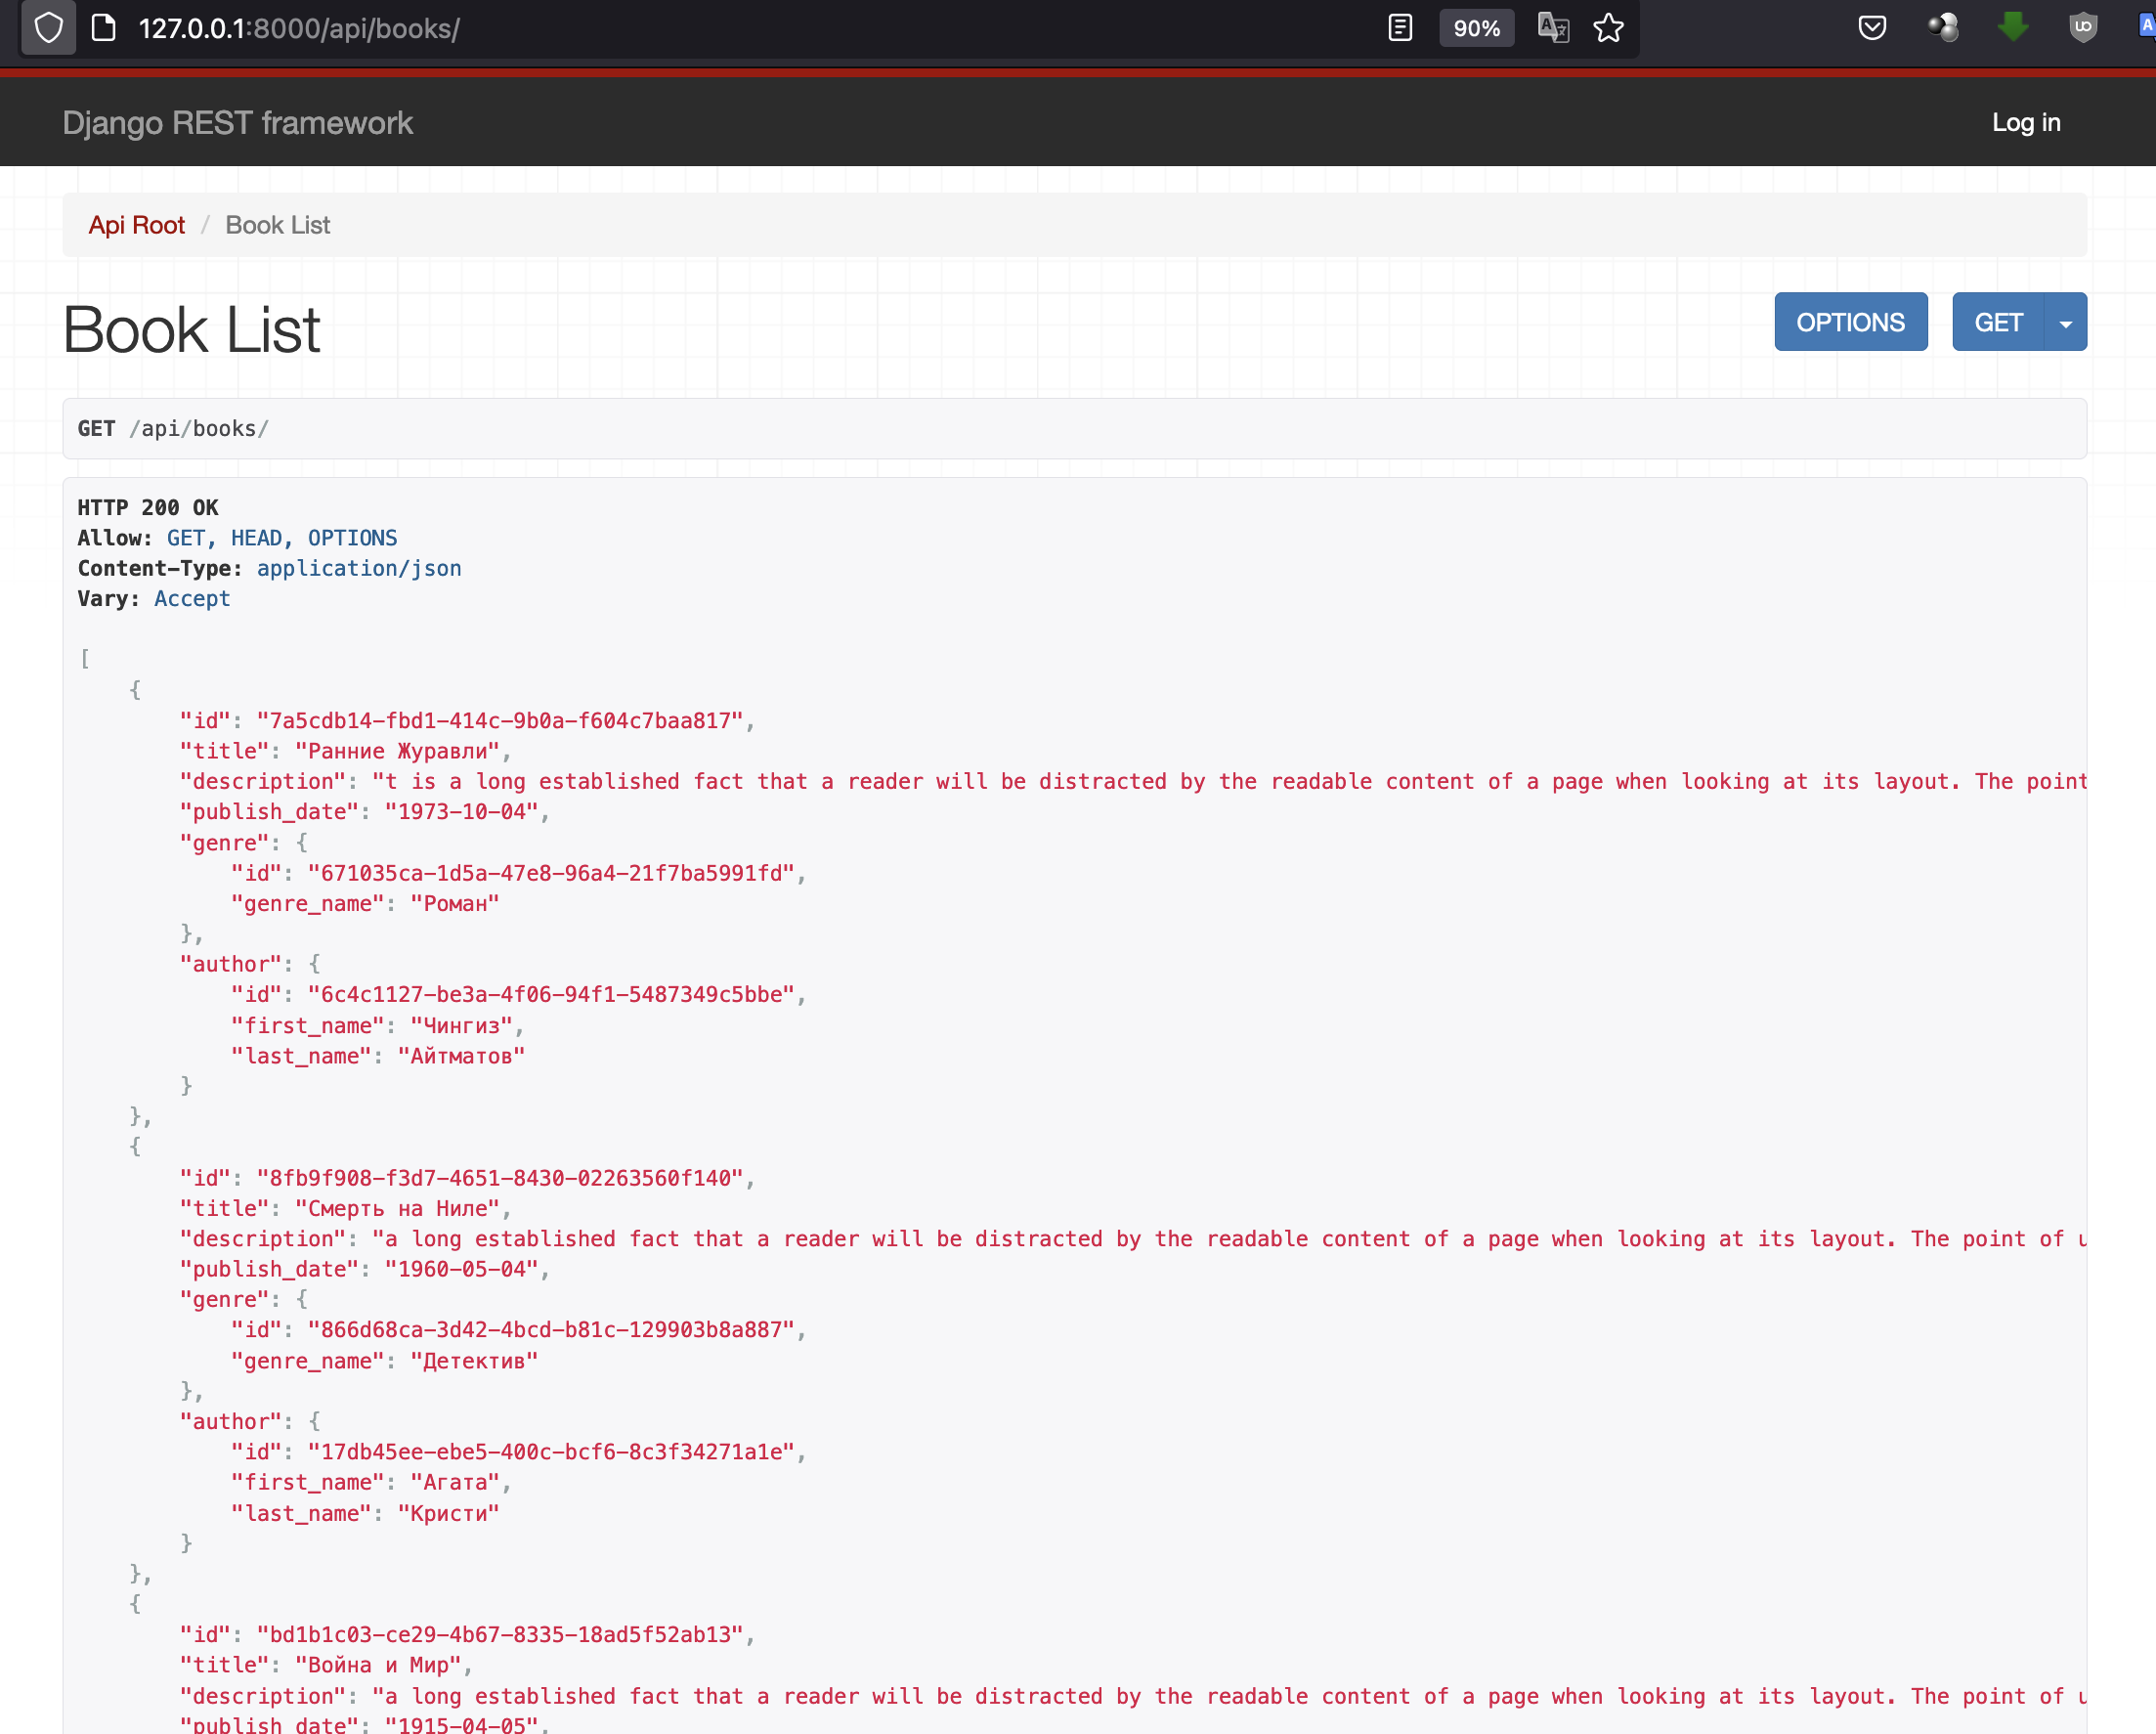 127.0.0.1:8000/api/books/
90%
Django REST framework
Log in
Api Root / Book List
Book List
OPTIONS
GET
GET /api/books/
HTTP 200 OK
Allow: GET, HEAD, OPTIONS
Content-Type: application/json
Vary: Accept
[
{
"id": "7a5cdb14-fbd1-414c-9b0a-f604c7baa817",
"title": "Ранние Журавли",
"description": "t is a long established fact that a reader will be distracted by the readable content of a page when looking at its layout. The point
"publish_date": "1973-10-04",
"genre": {
"id": "671035ca-1d5a-47e8-96a4-21f7ba5991fd",
"genre_name": "Роман"
},
"author": {
"id": "6c4c1127-be3a-4f06-94f1-5487349c5bbe",
"first_name": "Чингиз",
"last_name": "Айтматов"
}
},
{
"id": "8fb9f908-f3d7-4651-8430-02263560f140",
"title": "Смерть на Ниле",
"description": "a long established fact that a reader will be distracted by the readable content of a page when looking at its layout. The point of u
"publish_date": "1960-05-04",
"genre": {
"id": "866d68ca-3d42-4bcd-b81c-129903b8a887",
"genre_name": "Детектив"
},
"author": {
"id": "17db45ee-ebe5-400c-bcf6-8c3f34271a1e",
"first_name": "Агата",
"last_name": "Кристи"
}
},
{
"id": "bd1b1c03-ce29-4b67-8335-18ad5f52ab13",
"title": "Война и Мир",
"description": "a long established fact that a reader will be distracted by the readable content of a page when looking at its layout. The point of u
"publish_date": "1915-04-05",